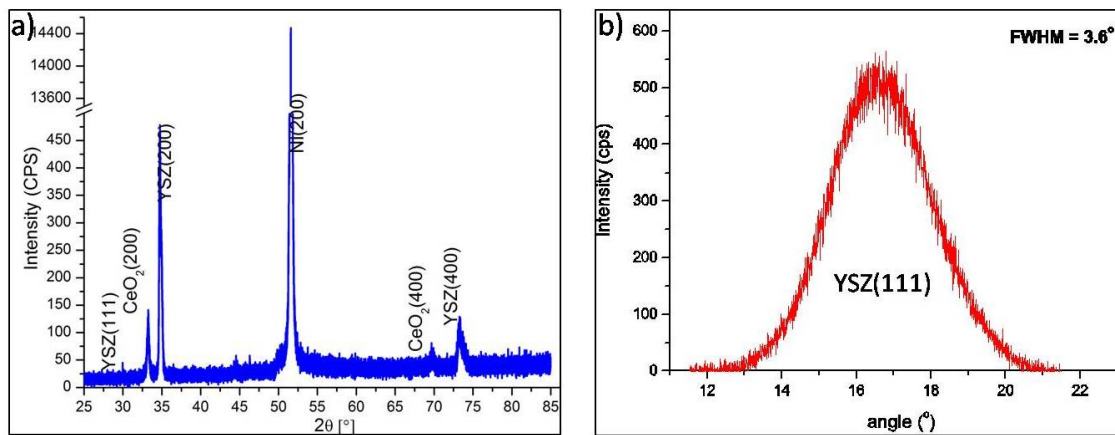 a)
14400
14000
13600
450
400
350
300
250
200
150
100
50
0
Intensity (CPS)
YSZ(111)
CeO₂(200)
YSZ(200)
Ni(200)
CeO₂(400)
YSZ(400)
25 30 35 40 45 50 55 60 65 70 75 80 85
2θ [°]
b)
FWHM = 3.6°
600
500
400
300
200
100
0
Intensity (cps)
YSZ(111)
12 14 16 18 20 22
angle (°)